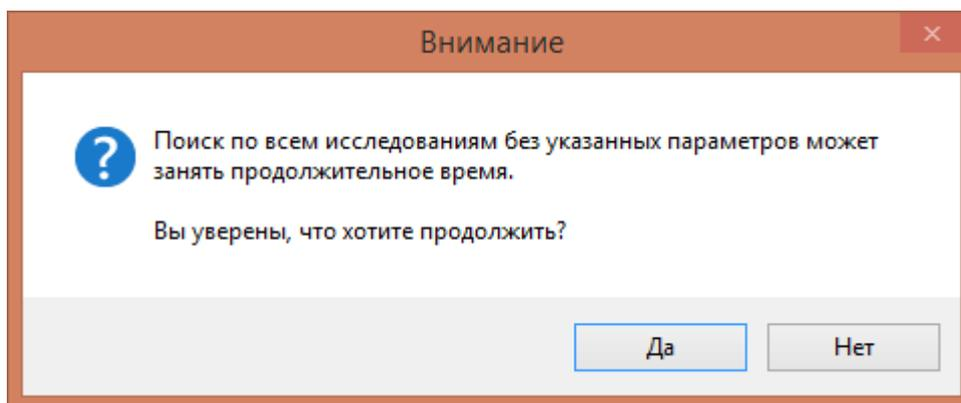 Внимание
Поиск по всем исследованиям без указанных параметров может
занять продолжительное время.
Вы уверены, что хотите продолжить?
Да
Нет